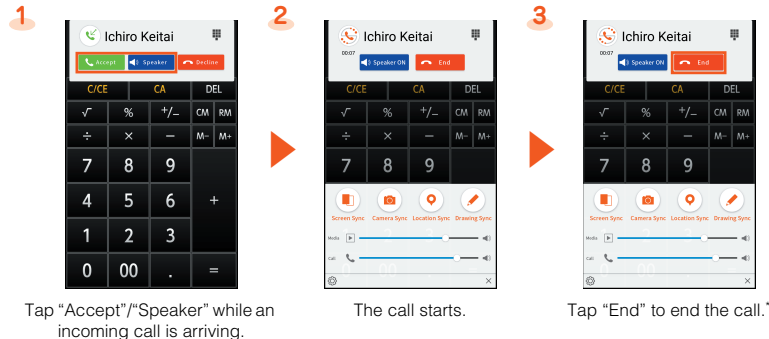 1
Ichiro Keitai
Accept Speaker Decline
C/CE CA DEL
√ % +/− CM RM
÷ × − M− M+
7 8 9
4 5 6 +
1 2 3
0 00 . =
Tap “Accept”/“Speaker” while an
incoming call is arriving.
2
Ichiro Keitai
00:07
Speaker ON End
C/CE CA DEL
√ % +/− CM RM
÷ × − M− M+
7 8 9
Screen Sync Camera Sync Location Sync Drawing Sync
Media
Call
0 00
The call starts.
3
Ichiro Keitai
00:07
Speaker ON End
C/CE CA DEL
√ % +/− CM RM
÷ × − M− M+
7 8 9
Screen Sync Camera Sync Location Sync Drawing Sync
Media
Call
0 00
Tap “End” to end the call.*